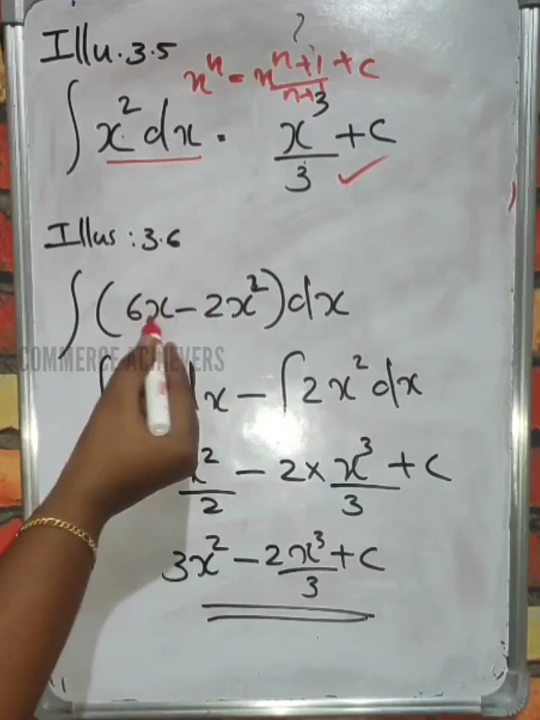 Illu.3.5
xⁿ = xⁿ⁺¹/n+1 + c
∫x² dx. x³/3 + c
Illus : 3.6
∫(6x − 2x²)dx
COMMERCE ACHIEVERS
x − ∫2x² dx
x²/2 − 2 × x³/3 + c
3x² − 2x³/3 + c